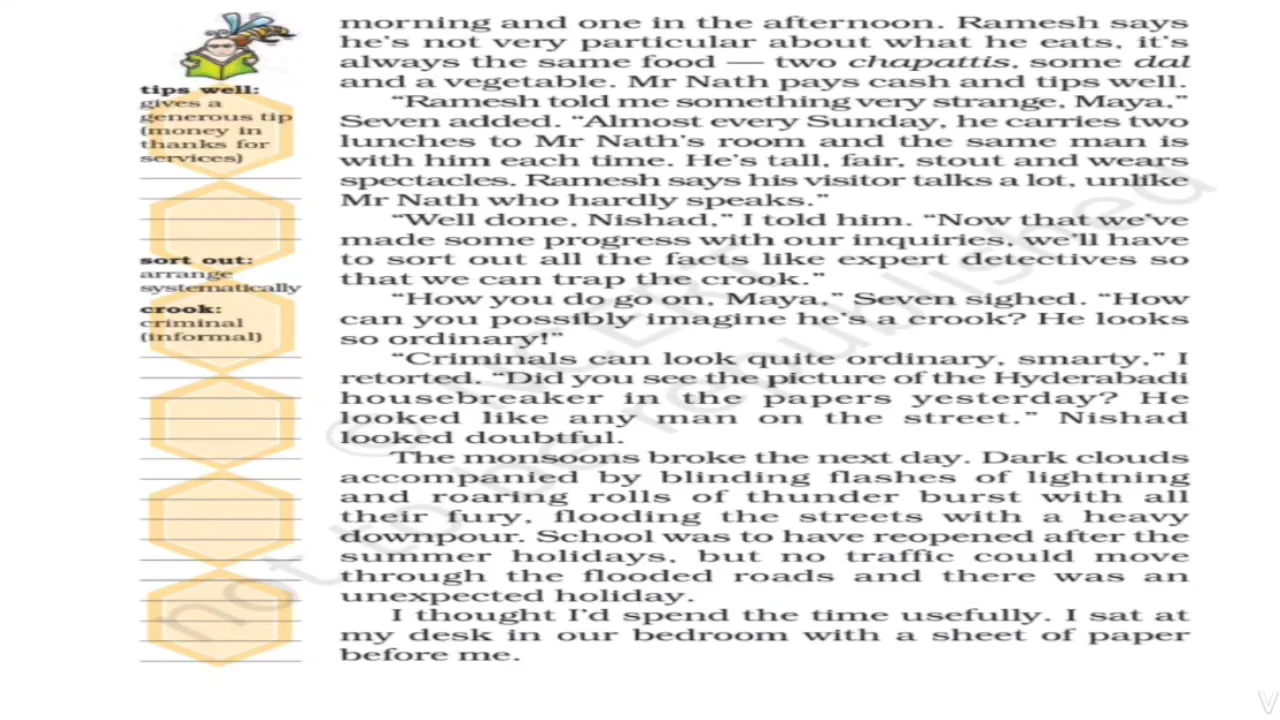 morning and one in the afternoon. Ramesh says
he's not very particular about what he eats, it's
always the same food — two chapattis, some dal
and a vegetable. Mr Nath pays cash and tips well.
“Ramesh told me something very strange, Maya,”
Seven added. “Almost every Sunday, he carries two
lunches to Mr Nath's room and the same man is
with him each time. He's tall, fair, stout and wears
spectacles. Ramesh says his visitor talks a lot, unlike
Mr Nath who hardly speaks.”
“Well done, Nishad,” I told him. “Now that we've
made some progress with our inquiries, we'll have
to sort out all the facts like expert detectives so
that we can trap the crook.”
“How you do go on, Maya,” Seven sighed. “How
can you possibly imagine he's a crook? He looks
so ordinary!”
“Criminals can look quite ordinary, smarty,” I
retorted. “Did you see the picture of the Hyderabadi
housebreaker in the papers yesterday? He
looked like any man on the street.” Nishad
looked doubtful.
The monsoons broke the next day. Dark clouds
accompanied by blinding flashes of lightning
and roaring rolls of thunder burst with all
their fury, flooding the streets with a heavy
downpour. School was to have reopened after the
summer holidays, but no traffic could move
through the flooded roads and there was an
unexpected holiday.
I thought I'd spend the time usefully. I sat at
my desk in our bedroom with a sheet of paper
before me.
tips well:
gives a
generous tip
(money in
thanks for
services)
sort out:
arrange
systematically
crook:
criminal
(informal)
© NCERT
not to be republished
V